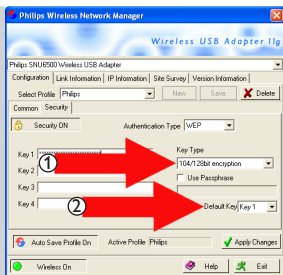 Philips Wireless Network Manager
Wireless USB Adapter 11g
Philips SNU6500 Wireless USB Adapter
Configuration Link Information IP Information Site Survey Version Information
Select Profile Philips New Save Delete
Common Security
Security ON Authentication Type WEP
Key Type
Key 1
1 104/128bit encryption
Key 2 Use Passphrase
Key 3
Key 4 2 Default Key Key 1
Auto Save Profile On Active Profile Philips Apply Changes
Wireless On Help Exit